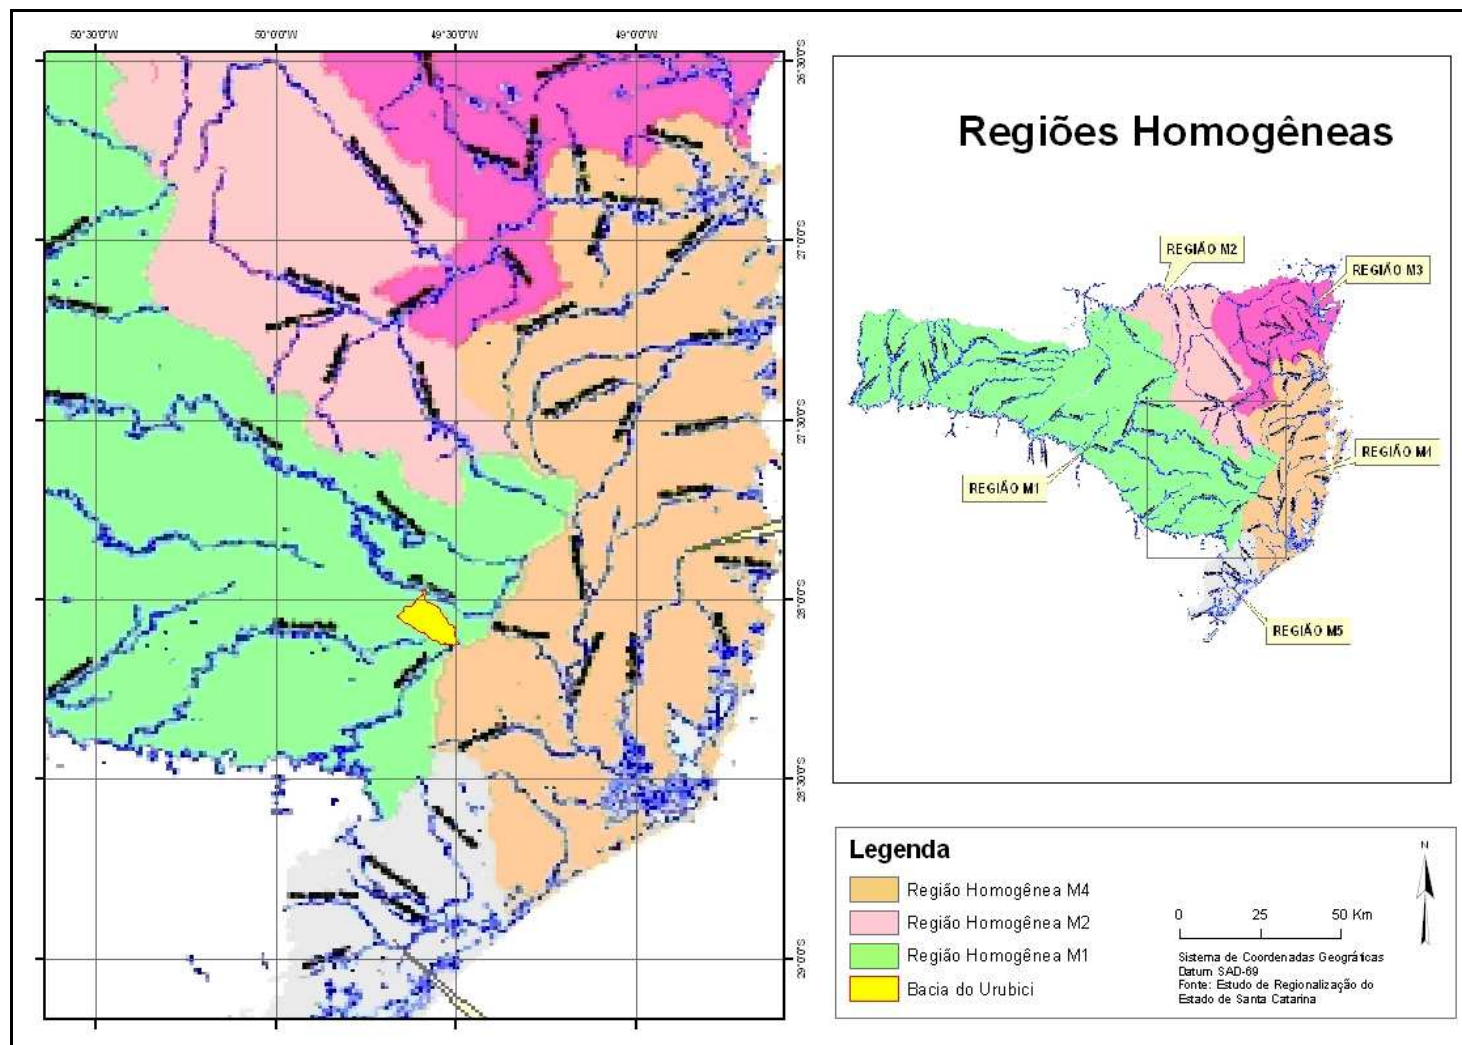 50°30'0"W
50°0'0"W
49°30'0"W
49°0'0"W
26°30'0"S
27°0'0"S
27°30'0"S
28°0'0"S
28°30'0"S
29°0'0"S
Regiões Homogêneas
REGIÃO M2
REGIÃO M3
REGIÃO M4
REGIÃO M1
REGIÃO M5
Legenda
Região Homogênea M4
Região Homogênea M2
Região Homogênea M1
Bacia do Urubici
N
0 25 50 Km
Sistema de Coordenadas Geográficas
Datum SAD-69
Fonte: Estudo de Regionalização do
Estado de Santa Catarina